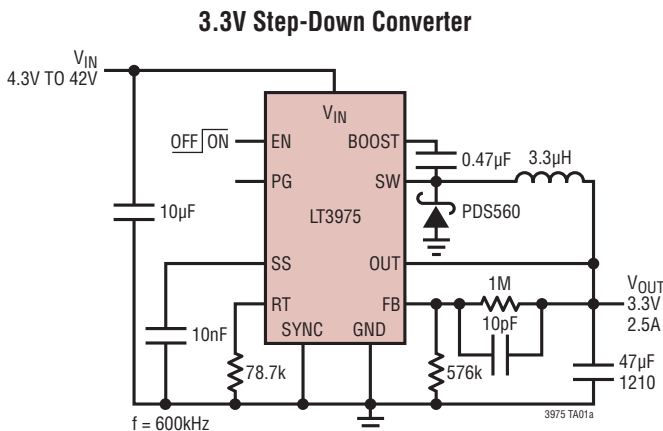 3.3V Step-Down Converter
VIN
4.3V TO 42V
VIN
OFF ON
EN
BOOST
0.47µF
3.3µH
PG
SW
PDS560
LT3975
10µF
SS
OUT
1M
VOUT
3.3V
2.5A
RT
FB
10pF
10nF
SYNC
GND
78.7k
576k
47µF
1210
f = 600kHz
3975 TA01a